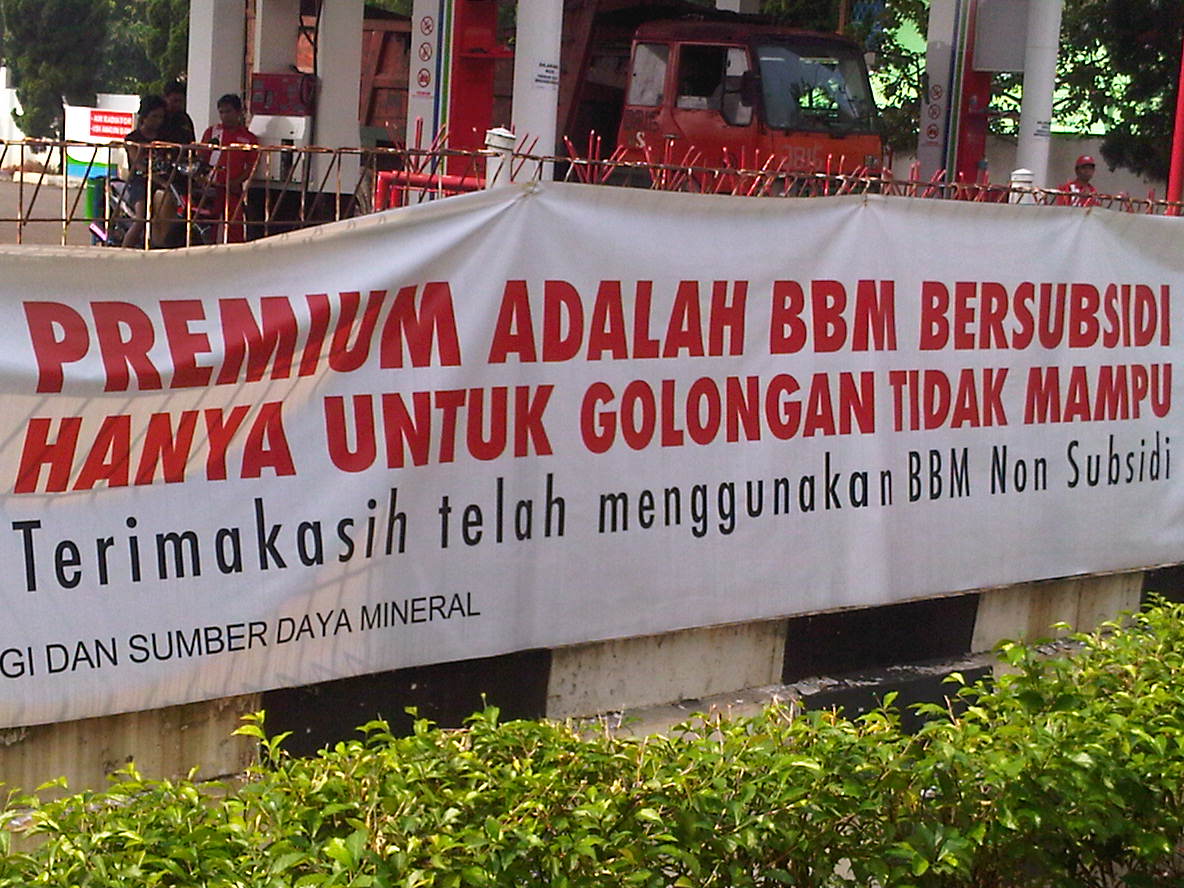 PREMIUM ADALAH BBM BERSUBSIDI
HANYA UNTUK GOLONGAN TIDAK MAMPU
Terimakasih telah menggunakan BBM Non Subsidi
GI DAN SUMBER DAYA MINERAL